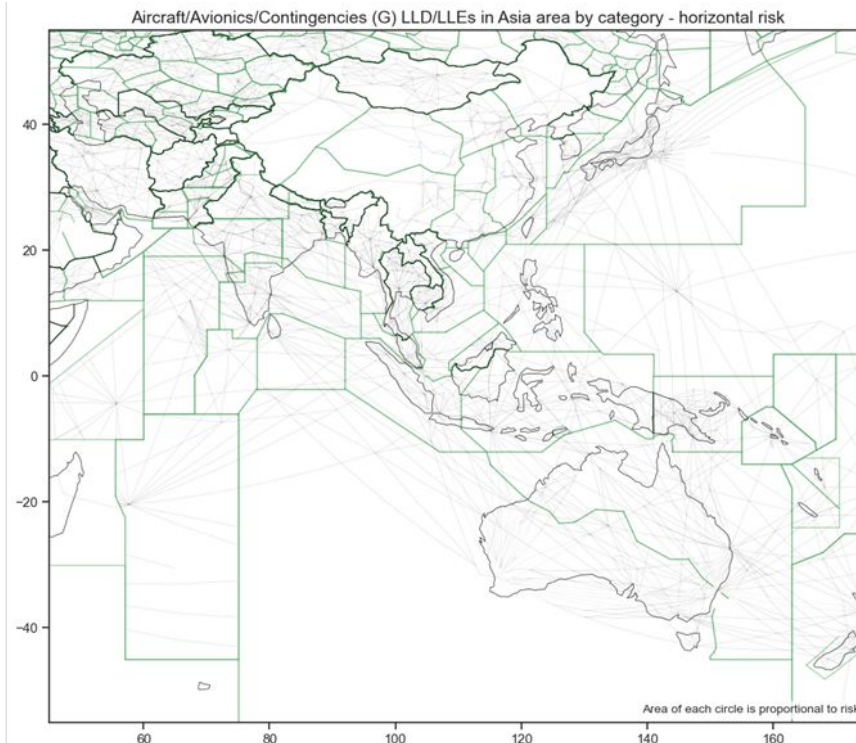 Aircraft/Avionics/Contingencies (G) LLD/LLEs in Asia area by category - horizontal risk
40
20
0
−20
−40
Area of each circle is proportional to risk
60 80 100 120 140 160